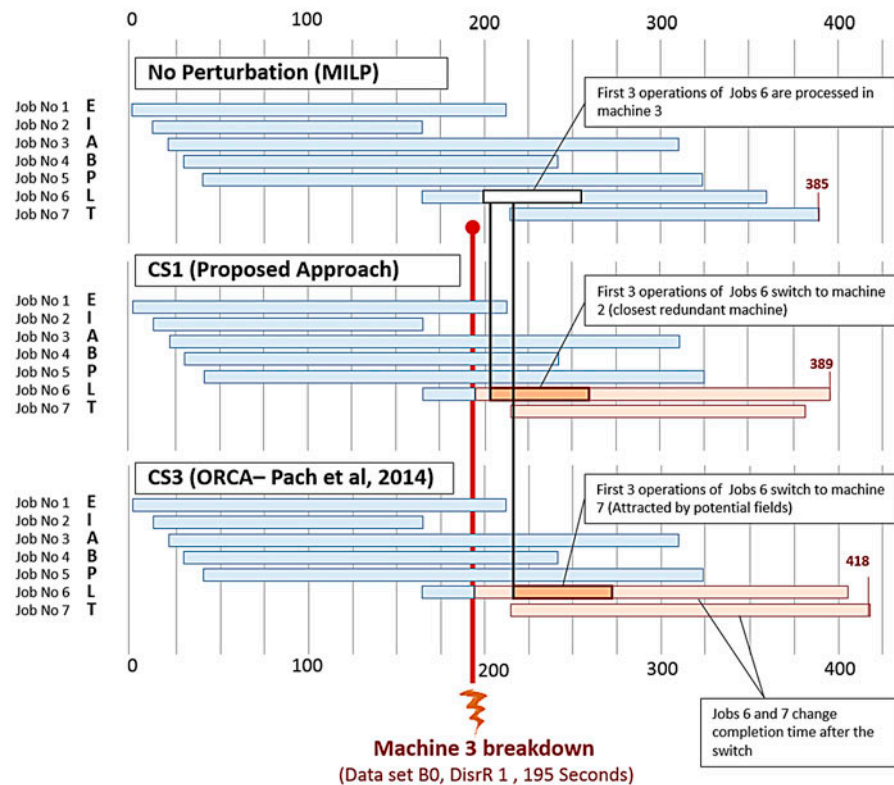 0 100 200 300 400
No Perturbation (MILP)
First 3 operations of Jobs 6 are processed in
machine 3
Job No 1 E
Job No 2 I
Job No 3 A
Job No 4 B
Job No 5 P
Job No 6 L
Job No 7 T
385
CS1 (Proposed Approach)
First 3 operations of Jobs 6 switch to machine
2 (closest redundant machine)
Job No 1 E
Job No 2 I
Job No 3 A
Job No 4 B
Job No 5 P
Job No 6 L
Job No 7 T
389
CS3 (ORCA– Pach et al, 2014)
First 3 operations of Jobs 6 switch to machine
7 (Attracted by potential fields)
Job No 1 E
Job No 2 I
Job No 3 A
Job No 4 B
Job No 5 P
Job No 6 L
Job No 7 T
418
0 100 200 300 400
Jobs 6 and 7 change
completion time after the
switch
Machine 3 breakdown
(Data set B0, DisrR 1 , 195 Seconds)